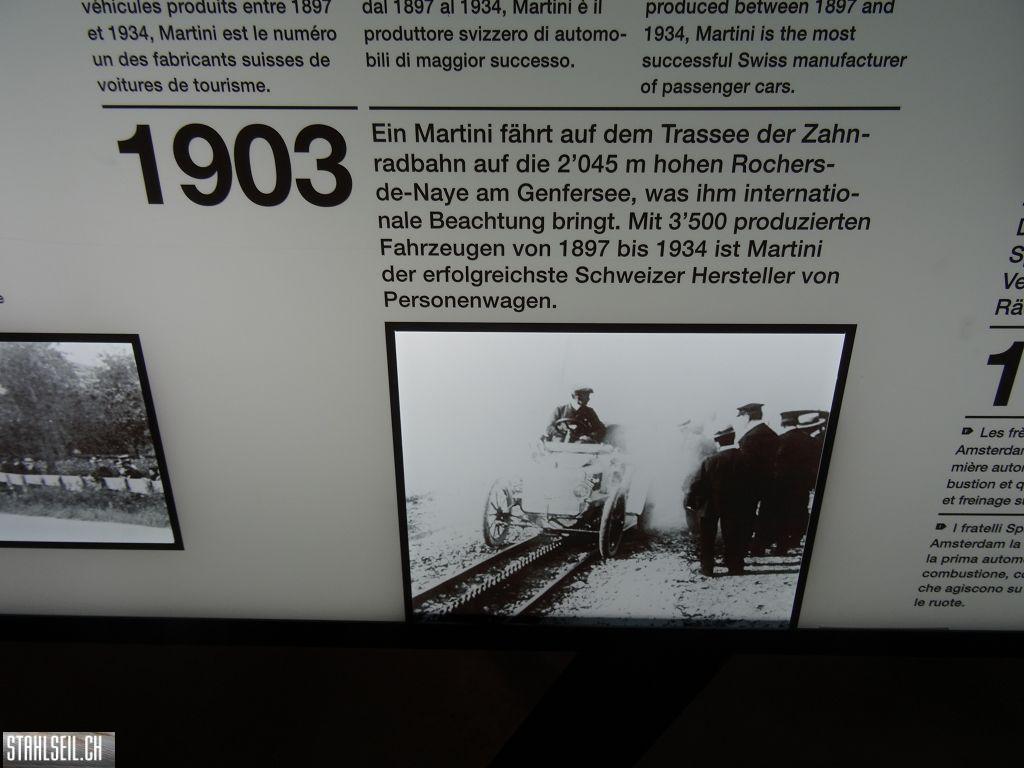 véhicules produits entre 1897
et 1934, Martini est le numéro
un des fabricants suisses de
voitures de tourisme.
dal 1897 al 1934, Martini è il
produttore svizzero di automo-
bili di maggior successo.
produced between 1897 and
1934, Martini is the most
successful Swiss manufacturer
of passenger cars.
1903
Ein Martini fährt auf dem Trassee der Zahn-
radbahn auf die 2'045 m hohen Rochers-
de-Naye am Genfersee, was ihm internatio-
nale Beachtung bringt. Mit 3'500 produzierten
Fahrzeugen von 1897 bis 1934 ist Martini
der erfolgreichste Schweizer Hersteller von
Personenwagen.
Les
Amsterdam
mière
bustion et
et freinage
I fratelli
Amsterdam la
la prima
combustione,
che agiscono su
le ruote.
STAHLSEIL.CH